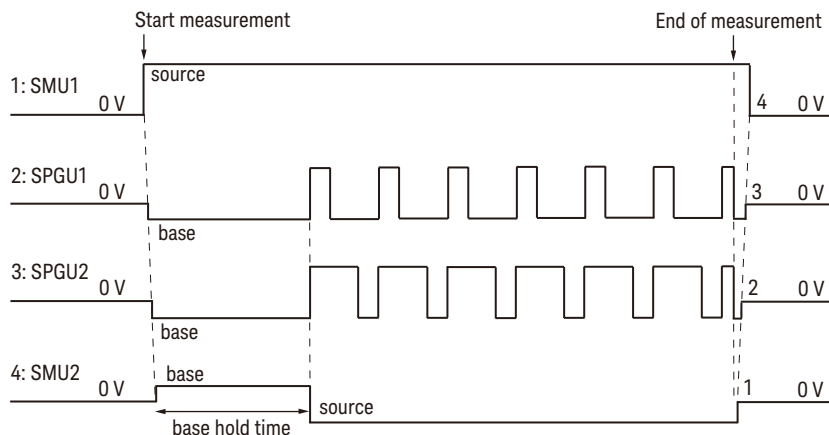 Start measurement
End of measurement
1: SMU1
0 V
source
4
0 V
2: SPGU1
0 V
base
3
0 V
3: SPGU2
0 V
base
2
0 V
4: SMU2
0 V
base
base hold time
source
1
0 V